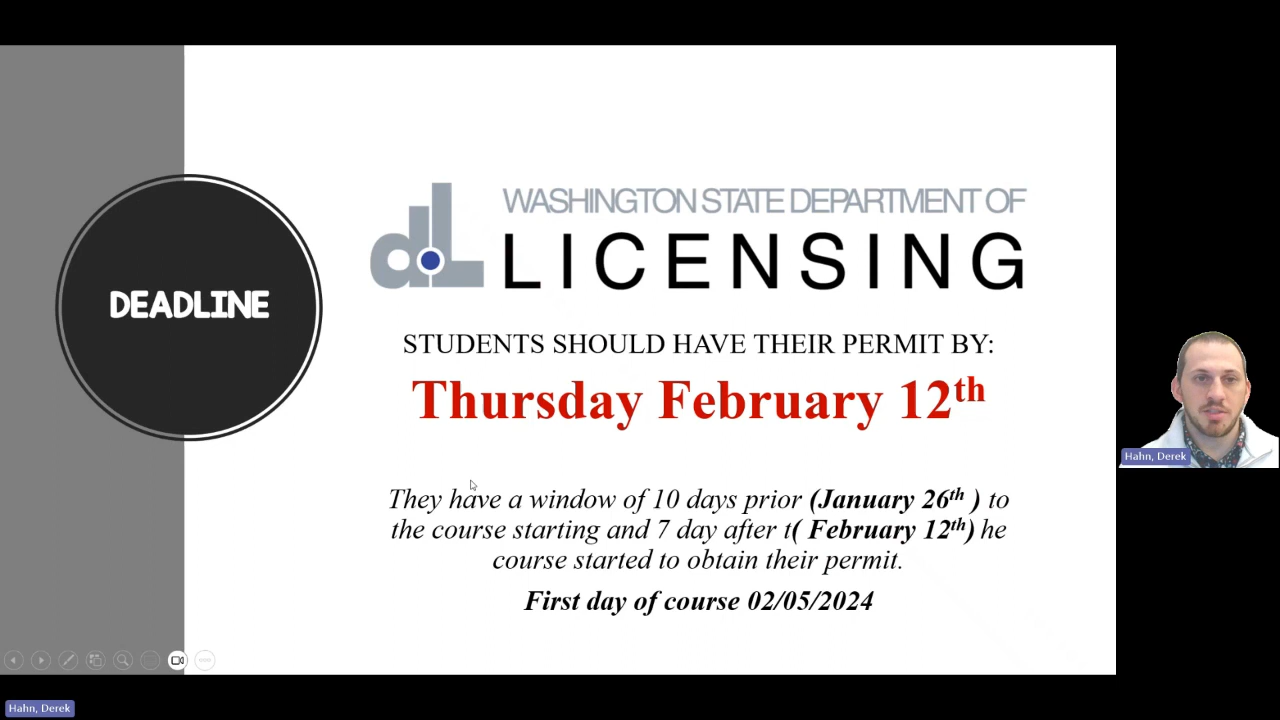 DEADLINE
dL WASHINGTON STATE DEPARTMENT OF
LICENSING
STUDENTS SHOULD HAVE THEIR PERMIT BY:
Thursday February 12th
They have a window of 10 days prior (January 26th ) to
the course starting and 7 day after t( February 12th) he
course started to obtain their permit.
First day of course 02/05/2024
Hahn, Derek
Hahn, Derek